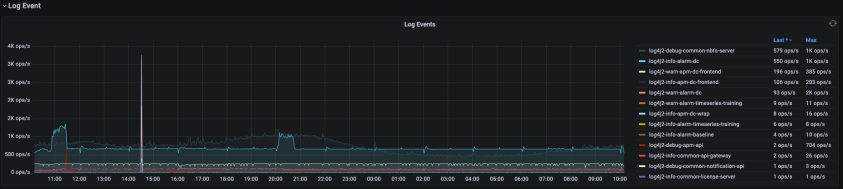 Log Event
Log Events
4K ops/s
3K ops/s
3K ops/s
2K ops/s
2K ops/s
1K ops/s
500 ops/s
0 ops/s
11:00 12:00 13:00 14:00 15:00 16:00 17:00 18:00 19:00 20:00 21:00 22:00 23:00 00:00 01:00 02:00 03:00 04:00 05:00 06:00 07:00 08:00 09:00 10:00
Last * Max
log4j2-debug-common-nbfs-server 579 ops/s 1K ops/s
log4j2-info-alarm-dc 550 ops/s 1K ops/s
log4j2-warn-apm-dc-frontend 196 ops/s 385 ops/s
log4j2-info-apm-dc-frontend 106 ops/s 203 ops/s
log4j2-warn-alarm-dc 93 ops/s 2K ops/s
log4j2-warn-alarm-timeseries-training 9 ops/s 11 ops/s
log4j2-info-apm-dc-wrap 8 ops/s 16 ops/s
log4j2-info-alarm-timeseries-training 6 ops/s 8 ops/s
log4j2-info-alarm-baseline 4 ops/s 10 ops/s
log4j2-debug-apm-api 2 ops/s 704 ops/s
log4j2-info-common-api-gateway 2 ops/s 26 ops/s
log4j2-debug-common-notification-api 1 ops/s 3 ops/s
log4j2-info-common-license-server 1 ops/s 1 ops/s